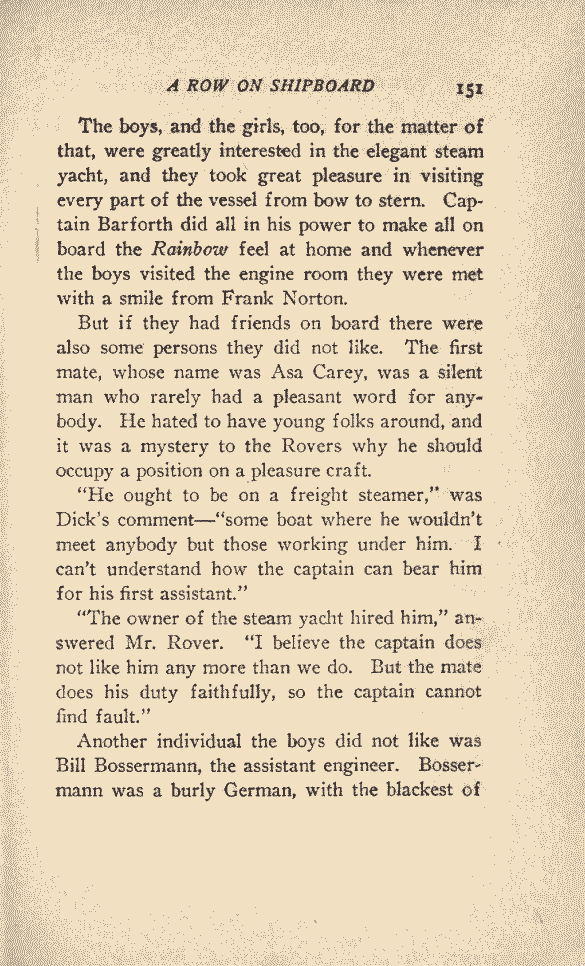 A ROW ON SHIPBOARD 151
The boys, and the girls, too, for the matter of
that, were greatly interested in the elegant steam
yacht, and they took great pleasure in visiting
every part of the vessel from bow to stern. Cap-
tain Barforth did all in his power to make all on
board the Rainbow feel at home and whenever
the boys visited the engine room they were met
with a smile from Frank Norton.
But if they had friends on board there were
also some persons they did not like. The first
mate, whose name was Asa Carey, was a silent
man who rarely had a pleasant word for any-
body. He hated to have young folks around, and
it was a mystery to the Rovers why he should
occupy a position on a pleasure craft.
"He ought to be on a freight steamer," was
Dick's comment—"some boat where he wouldn't
meet anybody but those working under him. I
can't understand how the captain can bear him
for his first assistant."
"The owner of the steam yacht hired him," an-
swered Mr. Rover. "I believe the captain does
not like him any more than we do. But the mate
does his duty faithfully, so the captain cannot
find fault."
Another individual the boys did not like was
Bill Bossermann, the assistant engineer. Bosser-
mann was a burly German, with the blackest of